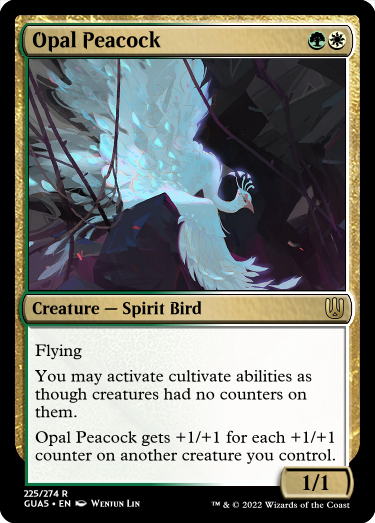 Opal Peacock
Creature — Spirit Bird
Flying
You may activate cultivate abilities as
though creatures had no counters on
them.
Opal Peacock gets +1/+1 for each +1/+1
counter on another creature you control.
1/1
225/274 R
GUA5 • EN Wenjun Lin
™ & © 2022 Wizards of the Coast